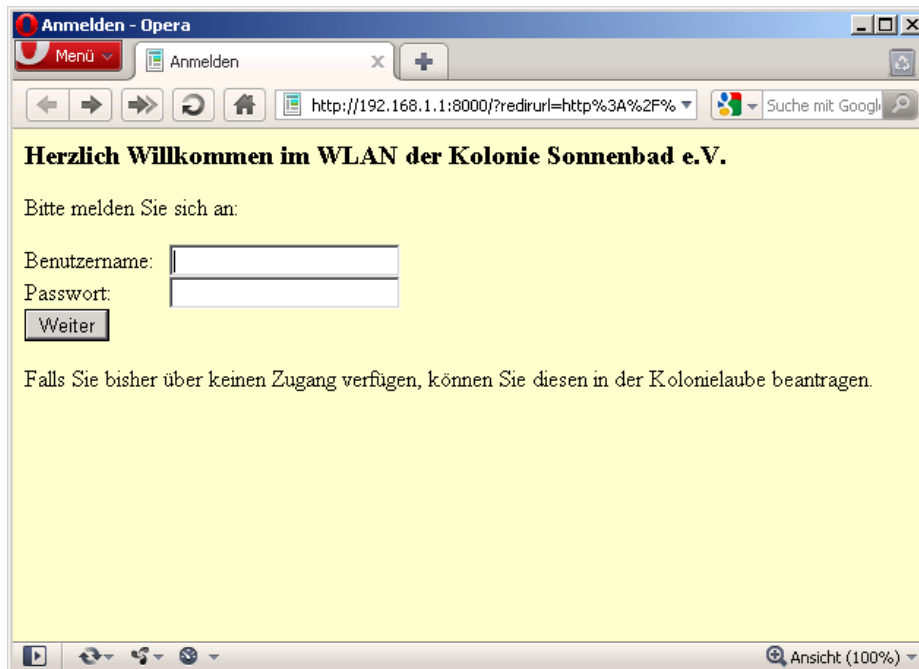 Anmelden - Opera
Menü
Anmelden
http://192.168.1.1:8000/?redirurl=http%3A%2F%
Suche mit Googl
Herzlich Willkommen im WLAN der Kolonie Sonnenbad e.V.
Bitte melden Sie sich an:
Benutzername:
Passwort:
Weiter
Falls Sie bisher über keinen Zugang verfügen, können Sie diesen in der Kolonielaube beantragen.
Ansicht (100%)